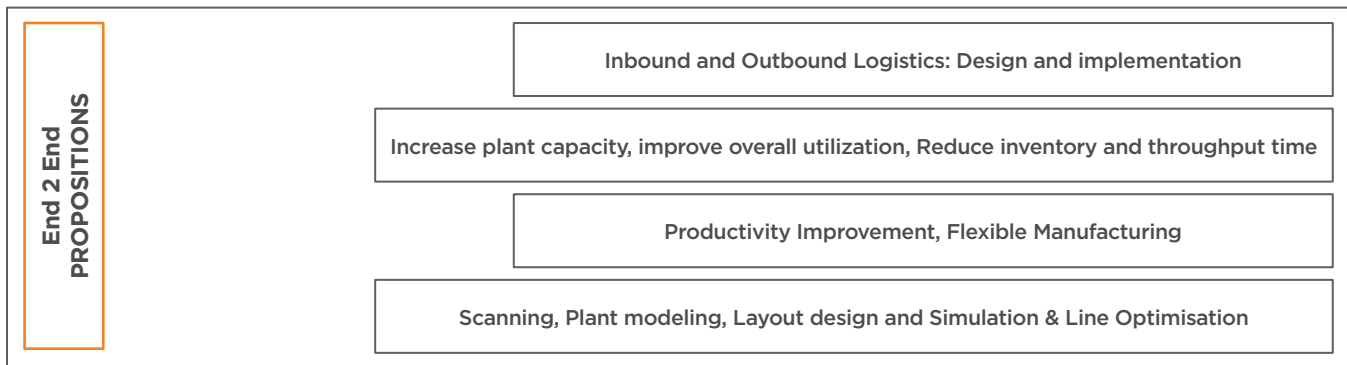 End 2 End
PROPOSITIONS
Inbound and Outbound Logistics: Design and implementation
Increase plant capacity, improve overall utilization, Reduce inventory and throughput time
Productivity Improvement, Flexible Manufacturing
Scanning, Plant modeling, Layout design and Simulation & Line Optimisation